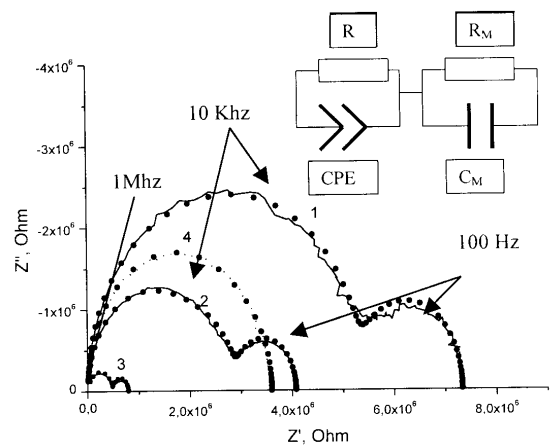 R
R_M
CPE
C_M
10 Khz
1Mhz
100 Hz
1
4
2
3
-4x10⁶
-3x10⁶
-2x10⁶
-1x10⁶
0
Z'', Ohm
0,0
2,0x10⁶
4,0x10⁶
6,0x10⁶
8,0x10⁶
Z', Ohm